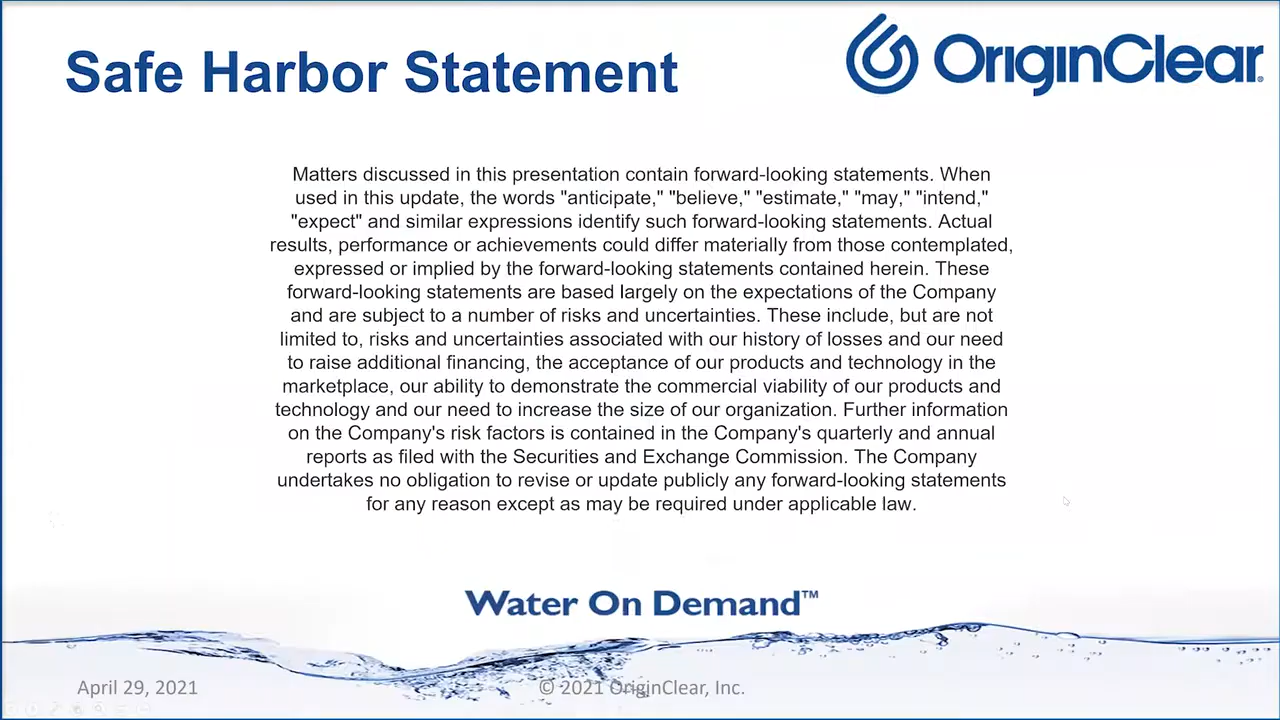 Safe Harbor Statement
OriginClear®
Matters discussed in this presentation contain forward-looking statements. When
used in this update, the words "anticipate," "believe," "estimate," "may," "intend,"
"expect" and similar expressions identify such forward-looking statements. Actual
results, performance or achievements could differ materially from those contemplated,
expressed or implied by the forward-looking statements contained herein. These
forward-looking statements are based largely on the expectations of the Company
and are subject to a number of risks and uncertainties. These include, but are not
limited to, risks and uncertainties associated with our history of losses and our need
to raise additional financing, the acceptance of our products and technology in the
marketplace, our ability to demonstrate the commercial viability of our products and
technology and our need to increase the size of our organization. Further information
on the Company's risk factors is contained in the Company's quarterly and annual
reports as filed with the Securities and Exchange Commission. The Company
undertakes no obligation to revise or update publicly any forward-looking statements
for any reason except as may be required under applicable law.
Water On Demand™
April 29, 2021
© 2021 OriginClear, Inc.